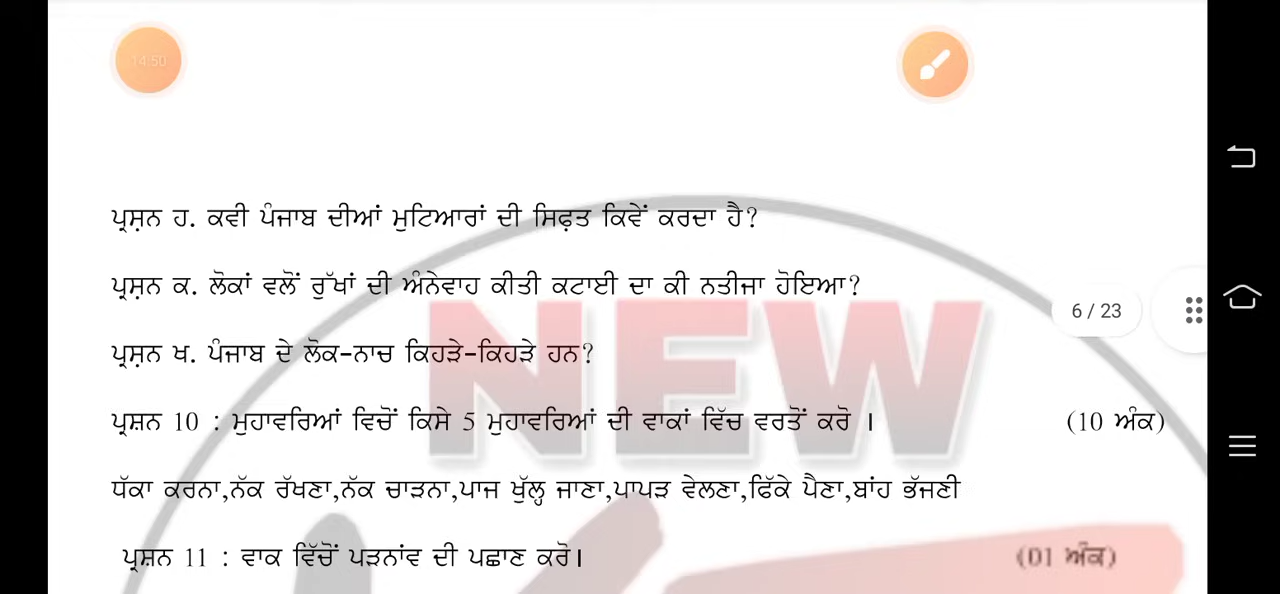 14:50
ਪ੍ਰਸ਼ਨ ਹ. ਕਵੀ ਪੰਜਾਬ ਦੀਆਂ ਮੁਟਿਆਰਾਂ ਦੀ ਸਿਫ਼ਤ ਕਿਵੇਂ ਕਰਦਾ ਹੈ?
ਪ੍ਰਸ਼ਨ ਕ. ਲੋਕਾਂ ਵਲੋਂ ਰੁੱਖਾਂ ਦੀ ਅੰਨੇਵਾਹ ਕੀਤੀ ਕਟਾਈ ਦਾ ਕੀ ਨਤੀਜਾ ਹੋਇਆ?
6 / 23
ਪ੍ਰਸ਼ਨ ਖ. ਪੰਜਾਬ ਦੇ ਲੋਕ-ਨਾਚ ਕਿਹੜੇ-ਕਿਹੜੇ ਹਨ?
NEW
ਪ੍ਰਸ਼ਨ 10 : ਮੁਹਾਵਰਿਆਂ ਵਿਚੋਂ ਕਿਸੇ 5 ਮੁਹਾਵਰਿਆਂ ਦੀ ਵਾਕਾਂ ਵਿੱਚ ਵਰਤੋਂ ਕਰੋ । (10 ਅੰਕ)
ਧੱਕਾ ਕਰਨਾ,ਨੱਕ ਰੱਖਣਾ,ਨੱਕ ਚਾੜਨਾ,ਪਾਜ ਖੁੱਲ੍ਹ ਜਾਣਾ,ਪਾਪੜ ਵੇਲਣਾ,ਫਿੱਕੇ ਪੈਣਾ,ਬਾਂਹ ਭੱਜਣੀ
ਪ੍ਰਸ਼ਨ 11 : ਵਾਕ ਵਿੱਚੋਂ ਪੜਨਾਂਵ ਦੀ ਪਛਾਣ ਕਰੋ। (01 ਅੰਕ)